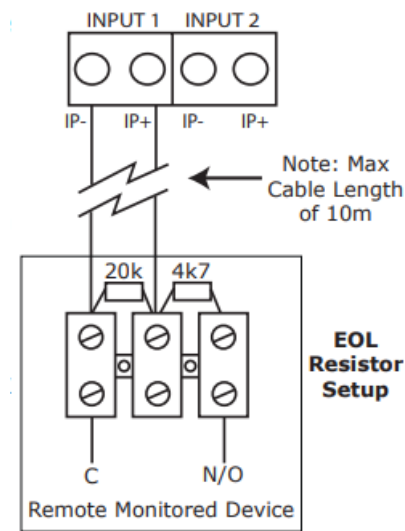 INPUT 1 INPUT 2
IP- IP+ IP- IP+
Note: Max
Cable Length
of 10m
20k 4k7
EOL
Resistor
Setup
C N/O
Remote Monitored Device